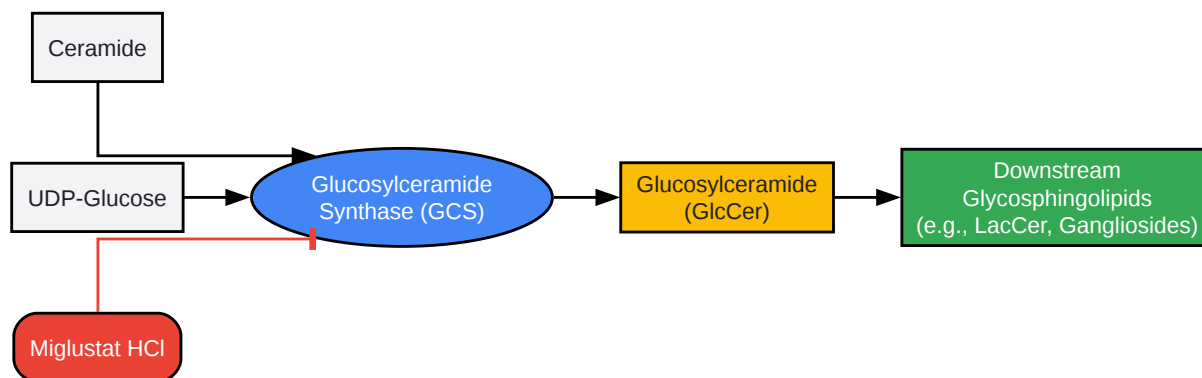 Ceramide
UDP-Glucose
Glucosylceramide
Synthase (GCS)
Glucosylceramide
(GlcCer)
Downstream
Glycosphingolipids
(e.g., LacCer, Gangliosides)
Miglustat HCl